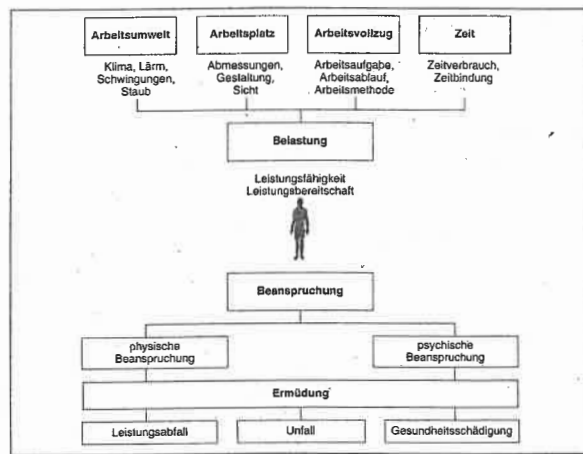 Arbeitsumwelt
Klima, Lärm,
Schwingungen,
Staub
Arbeitsplatz
Abmessungen,
Gestaltung,
Sicht
Arbeitsvollzug
Arbeitsaufgabe,
Arbeitsablauf,
Arbeitsmethode
Zeit
Zeitverbrauch,
Zeitbindung
Belastung
Leistungsfähigkeit
Leistungsbereitschaft
Beanspruchung
physische
Beanspruchung
psychische
Beanspruchung
Ermüdung
Leistungsabfall
Unfall
Gesundheitsschädigung